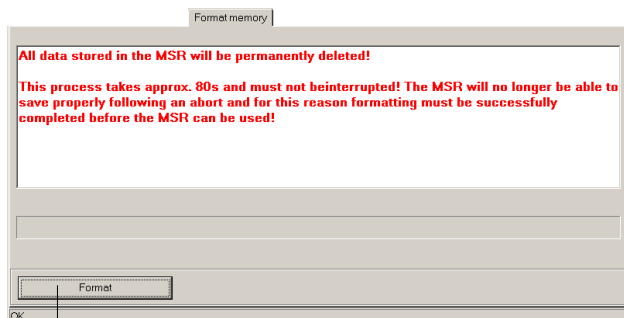 Format memory
All data stored in the MSR will be permanently deleted!
This process takes approx. 80s and must not beinterrupted! The MSR will no longer be able to
save properly following an abort and for this reason formatting must be successfully
completed before the MSR can be used!
Format
OK